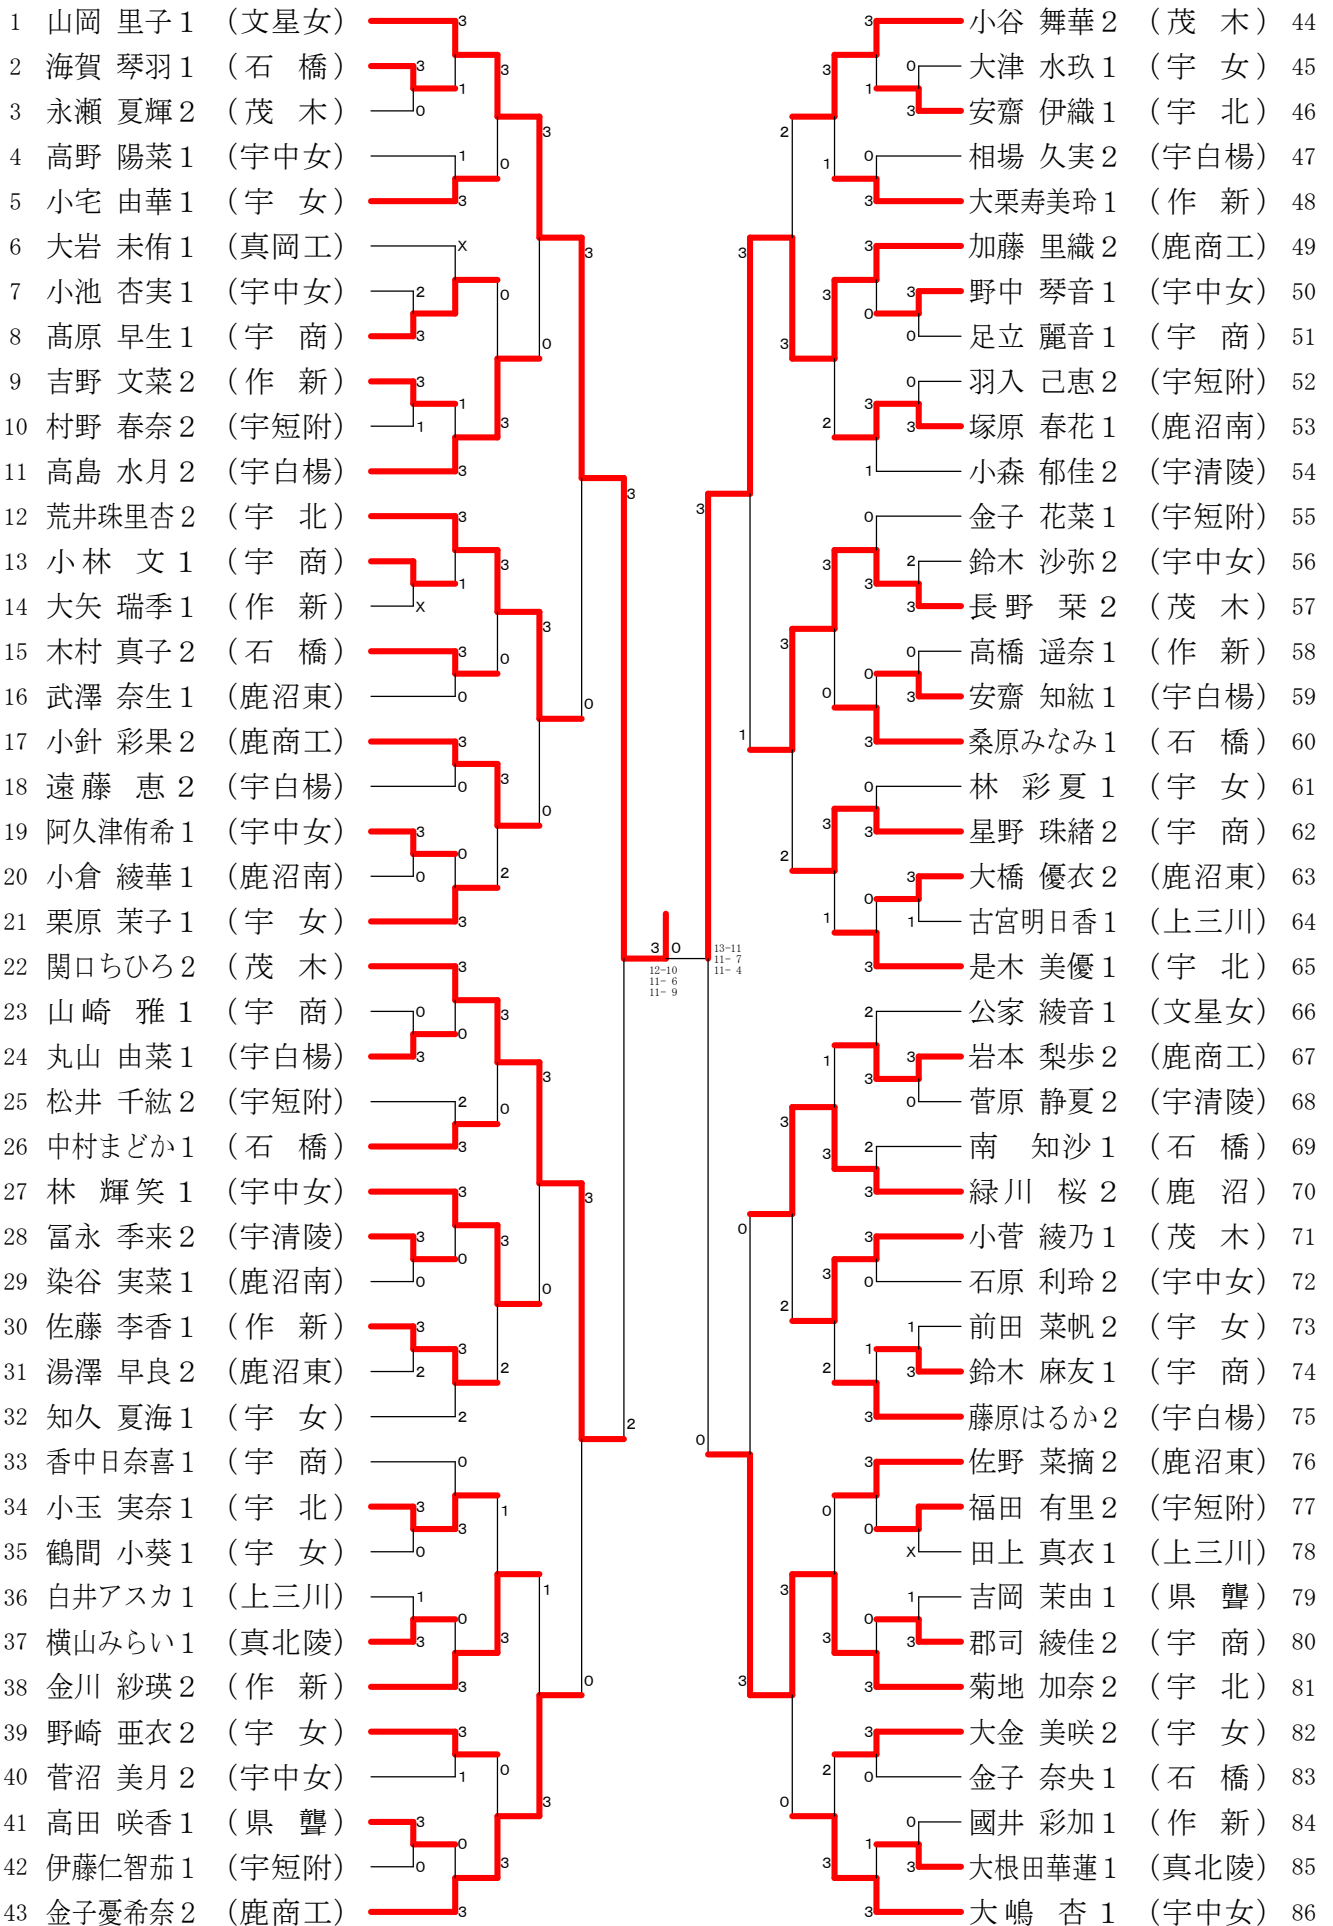 1 山岡 里子 1 (文星女)
2 海賀 琴羽 1 (石 橋)
3 永瀬 夏輝 2 (茂 木)
4 高野 陽菜 1 (宇中女)
5 小宅 由華 1 (宇 女)
6 大岩 未侑 1 (真岡工)
7 小池 杏実 1 (宇中女)
8 髙原 早生 1 (宇 商)
9 吉野 文菜 2 (作 新)
10 村野 春奈 2 (宇短附)
11 高島 水月 2 (宇白楊)
12 荒井珠里杏 2 (宇 北)
13 小林 文 1 (宇 商)
14 大矢 瑞季 1 (作 新)
15 木村 真子 2 (石 橋)
16 武澤 奈生 1 (鹿沼東)
17 小針 彩果 2 (鹿商工)
18 遠藤 恵 2 (宇白楊)
19 阿久津侑希 1 (宇中女)
20 小倉 綾華 1 (鹿沼南)
21 栗原 茉子 1 (宇 女)
22 関口ちひろ 2 (茂 木)
23 山崎 雅 1 (宇 商)
24 丸山 由菜 1 (宇白楊)
25 松井 千紘 2 (宇短附)
26 中村まどか 1 (石 橋)
27 林 輝笑 1 (宇中女)
28 冨永 季来 2 (宇清陵)
29 染谷 実菜 1 (鹿沼南)
30 佐藤 李香 1 (作 新)
31 湯澤 早良 2 (鹿沼東)
32 知久 夏海 1 (宇 女)
33 香中日奈喜 1 (宇 商)
34 小玉 実奈 1 (宇 北)
35 鶴間 小葵 1 (宇 女)
36 白井アスカ 1 (上三川)
37 横山みらい 1 (真北陵)
38 金川 紗瑛 2 (作 新)
39 野崎 亜衣 2 (宇 女)
40 菅沼 美月 2 (宇中女)
41 高田 咲香 1 (県 聾)
42 伊藤仁智茄 1 (宇短附)
43 金子憂希奈 2 (鹿商工)
3 0
12-10
11- 6
11- 9
13-11
11- 7
11- 4
小谷 舞華 2 (茂 木) 44
大津 水玖 1 (宇 女) 45
安齋 伊織 1 (宇 北) 46
相場 久実 2 (宇白楊) 47
大栗寿美玲 1 (作 新) 48
加藤 里織 2 (鹿商工) 49
野中 琴音 1 (宇中女) 50
足立 麗音 1 (宇 商) 51
羽入 己恵 2 (宇短附) 52
塚原 春花 1 (鹿沼南) 53
小森 郁佳 2 (宇清陵) 54
金子 花菜 1 (宇短附) 55
鈴木 沙弥 2 (宇中女) 56
長野 栞 2 (茂 木) 57
高橋 遥奈 1 (作 新) 58
安齋 知紘 1 (宇白楊) 59
桑原みなみ 1 (石 橋) 60
林 彩夏 1 (宇 女) 61
星野 珠緒 2 (宇 商) 62
大橋 優衣 2 (鹿沼東) 63
古宮明日香 1 (上三川) 64
是木 美優 1 (宇 北) 65
公家 綾音 1 (文星女) 66
岩本 梨歩 2 (鹿商工) 67
菅原 静夏 2 (宇清陵) 68
南 知沙 1 (石 橋) 69
緑川 桜 2 (鹿 沼) 70
小菅 綾乃 1 (茂 木) 71
石原 利玲 2 (宇中女) 72
前田 菜帆 2 (宇 女) 73
鈴木 麻友 1 (宇 商) 74
藤原はるか 2 (宇白楊) 75
佐野 菜摘 2 (鹿沼東) 76
福田 有里 2 (宇短附) 77
田上 真衣 1 (上三川) 78
吉岡 茉由 1 (県 聾) 79
郡司 綾佳 2 (宇 商) 80
菊地 加奈 2 (宇 北) 81
大金 美咲 2 (宇 女) 82
金子 奈央 1 (石 橋) 83
國井 彩加 1 (作 新) 84
大根田華蓮 1 (真北陵) 85
大嶋 杏 1 (宇中女) 86